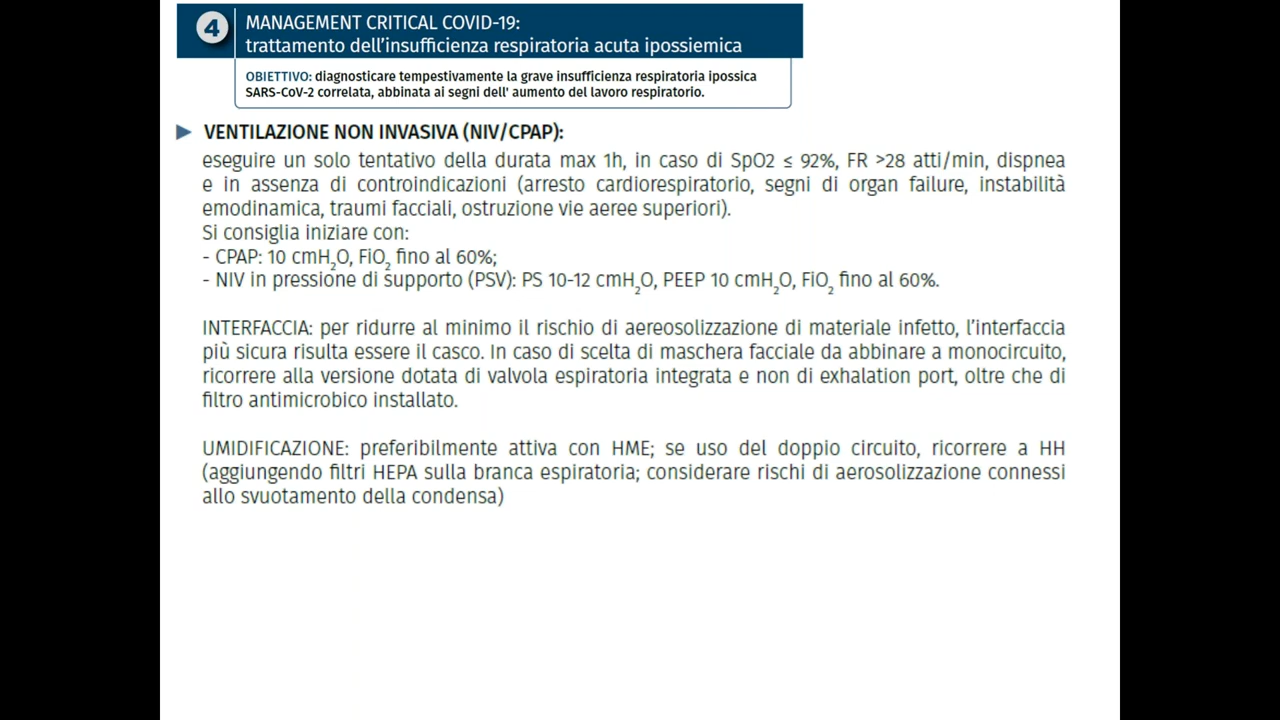 4
MANAGEMENT CRITICAL COVID-19:
trattamento dell'insufficienza respiratoria acuta ipossiemica
OBIETTIVO: diagnosticare tempestivamente la grave insufficienza respiratoria ipossica
SARS-CoV-2 correlata, abbinata ai segni dell' aumento del lavoro respiratorio.
► VENTILAZIONE NON INVASIVA (NIV/CPAP):
eseguire un solo tentativo della durata max 1h, in caso di SpO2 ≤ 92%, FR >28 atti/min, dispnea
e in assenza di controindicazioni (arresto cardiorespiratorio, segni di organ failure, instabilità
emodinamica, traumi facciali, ostruzione vie aeree superiori).
Si consiglia iniziare con:
- CPAP: 10 cmH₂O, FiO₂ fino al 60%;
- NIV in pressione di supporto (PSV): PS 10-12 cmH₂O, PEEP 10 cmH₂O, FiO₂ fino al 60%.
INTERFACCIA: per ridurre al minimo il rischio di aereosolizzazione di materiale infetto, l'interfaccia
più sicura risulta essere il casco. In caso di scelta di maschera facciale da abbinare a monocircuito,
ricorrere alla versione dotata di valvola espiratoria integrata e non di exhalation port, oltre che di
filtro antimicrobico installato.
UMIDIFICAZIONE: preferibilmente attiva con HME; se uso del doppio circuito, ricorrere a HH
(aggiungendo filtri HEPA sulla branca espiratoria; considerare rischi di aerosolizzazione connessi
allo svuotamento della condensa)